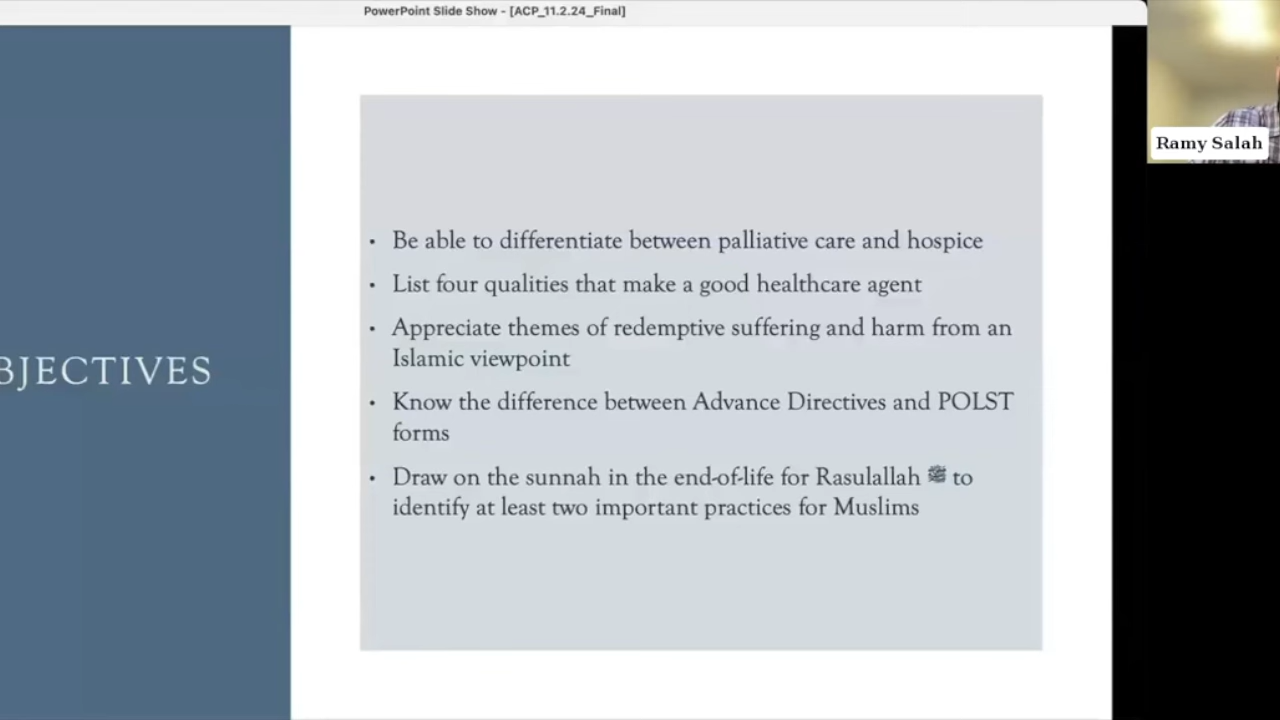 PowerPoint Slide Show - [ACP_11.2.24_Final]
Ramy Salah
BJECTIVES
• Be able to differentiate between palliative care and hospice
• List four qualities that make a good healthcare agent
• Appreciate themes of redemptive suffering and harm from an
Islamic viewpoint
• Know the difference between Advance Directives and POLST
forms
• Draw on the sunnah in the end-of-life for Rasulallah ﷺ to
identify at least two important practices for Muslims